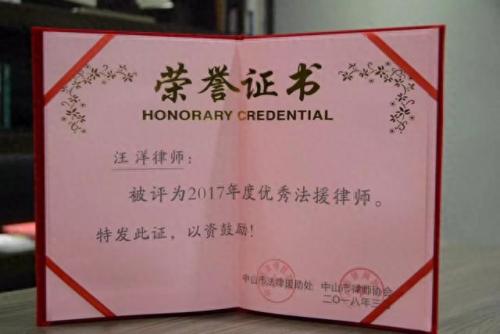 荣誉证书
HONORARY CREDENTIAL
汪洋律师：
被评为2017年度优秀法援律师。
特发此证，以资鼓励！
中山市法律援助处 中山市律师协会
二〇一八年三